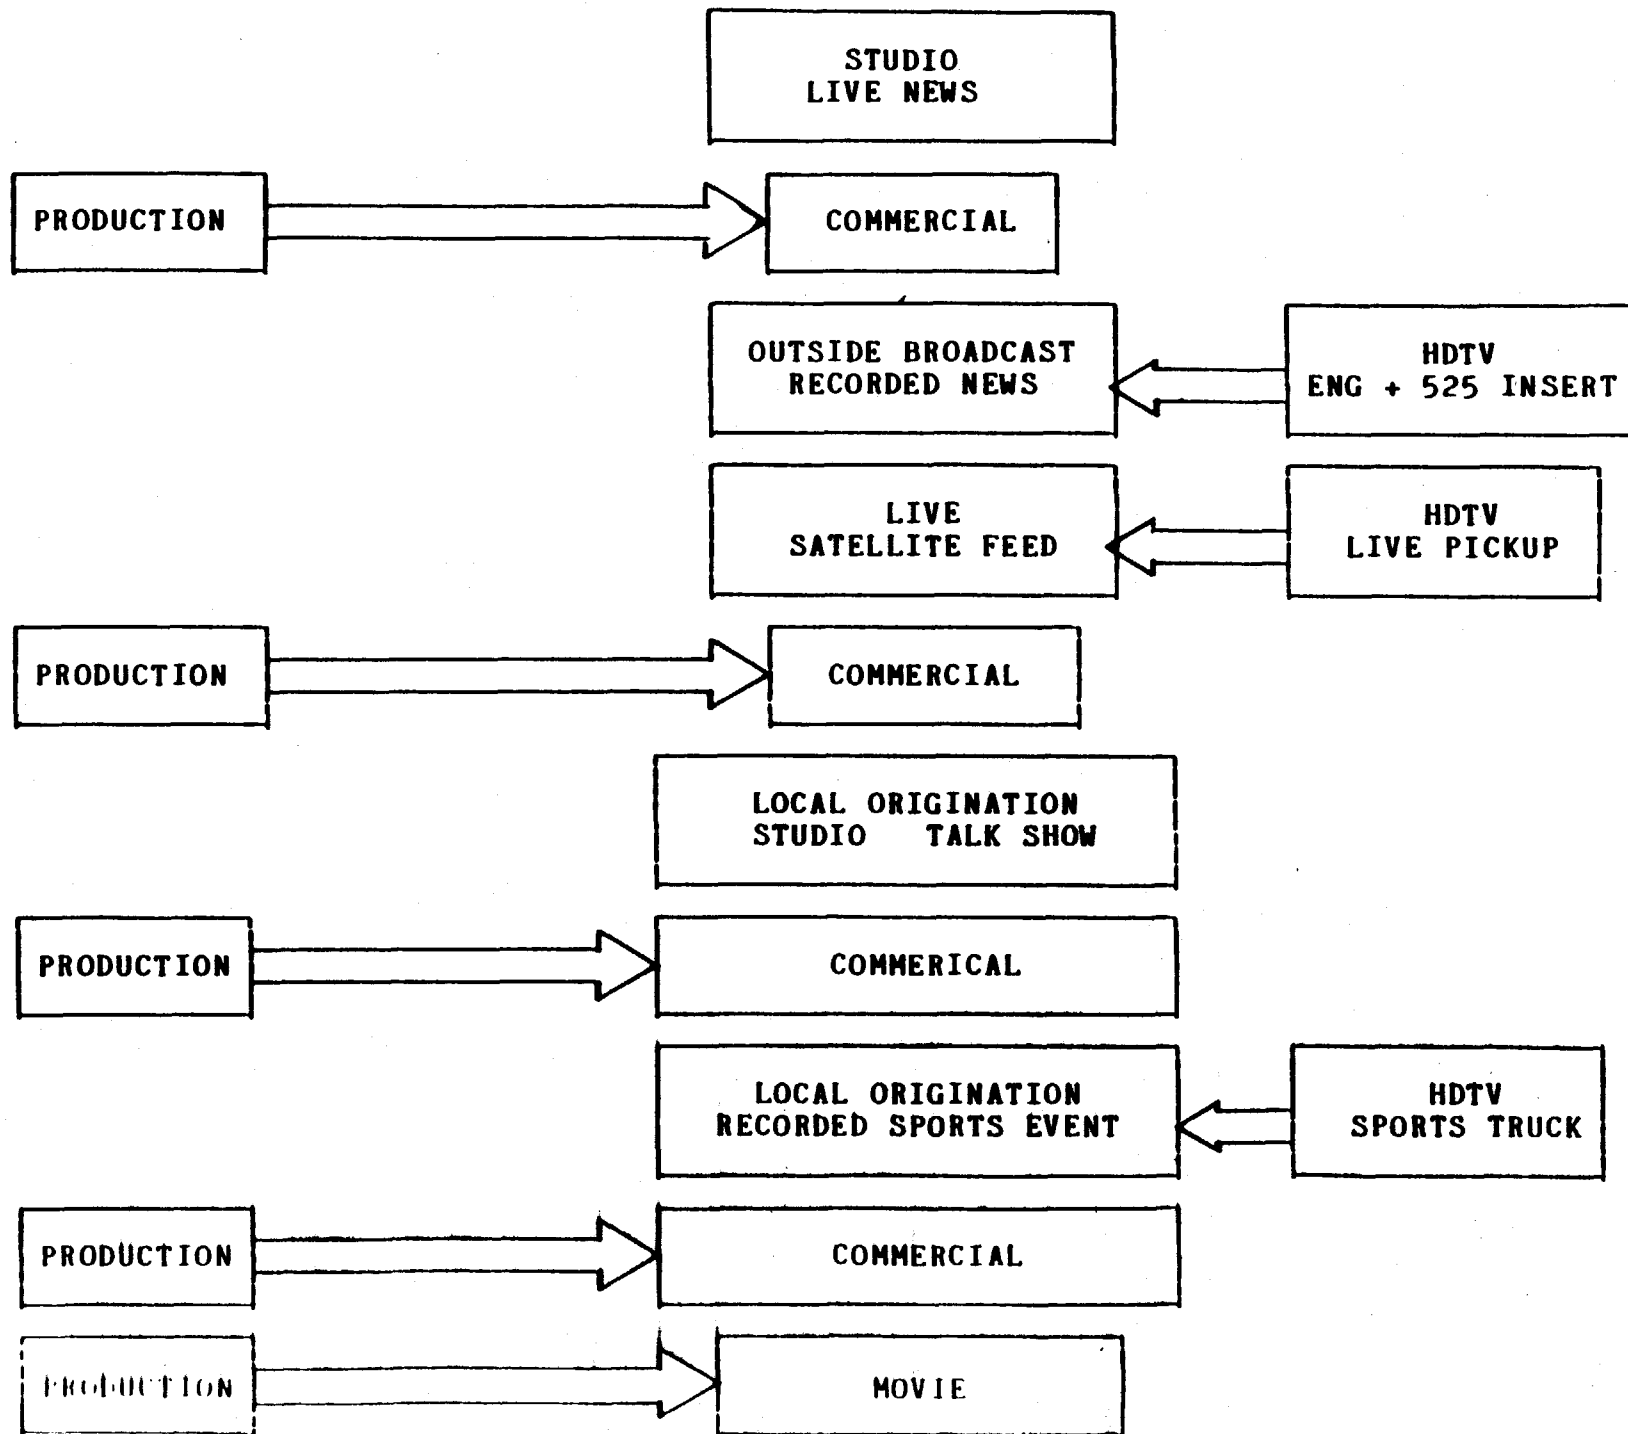 STUDIO
LIVE NEWS
PRODUCTION
COMMERCIAL
OUTSIDE BROADCAST
RECORDED NEWS
HDTV
ENG + 525 INSERT
LIVE
SATELLITE FEED
HDTV
LIVE PICKUP
PRODUCTION
COMMERCIAL
LOCAL ORIGINATION
STUDIO TALK SHOW
PRODUCTION
COMMERICAL
LOCAL ORIGINATION
RECORDED SPORTS EVENT
HDTV
SPORTS TRUCK
PRODUCTION
COMMERCIAL
PRODUCTION
MOVIE